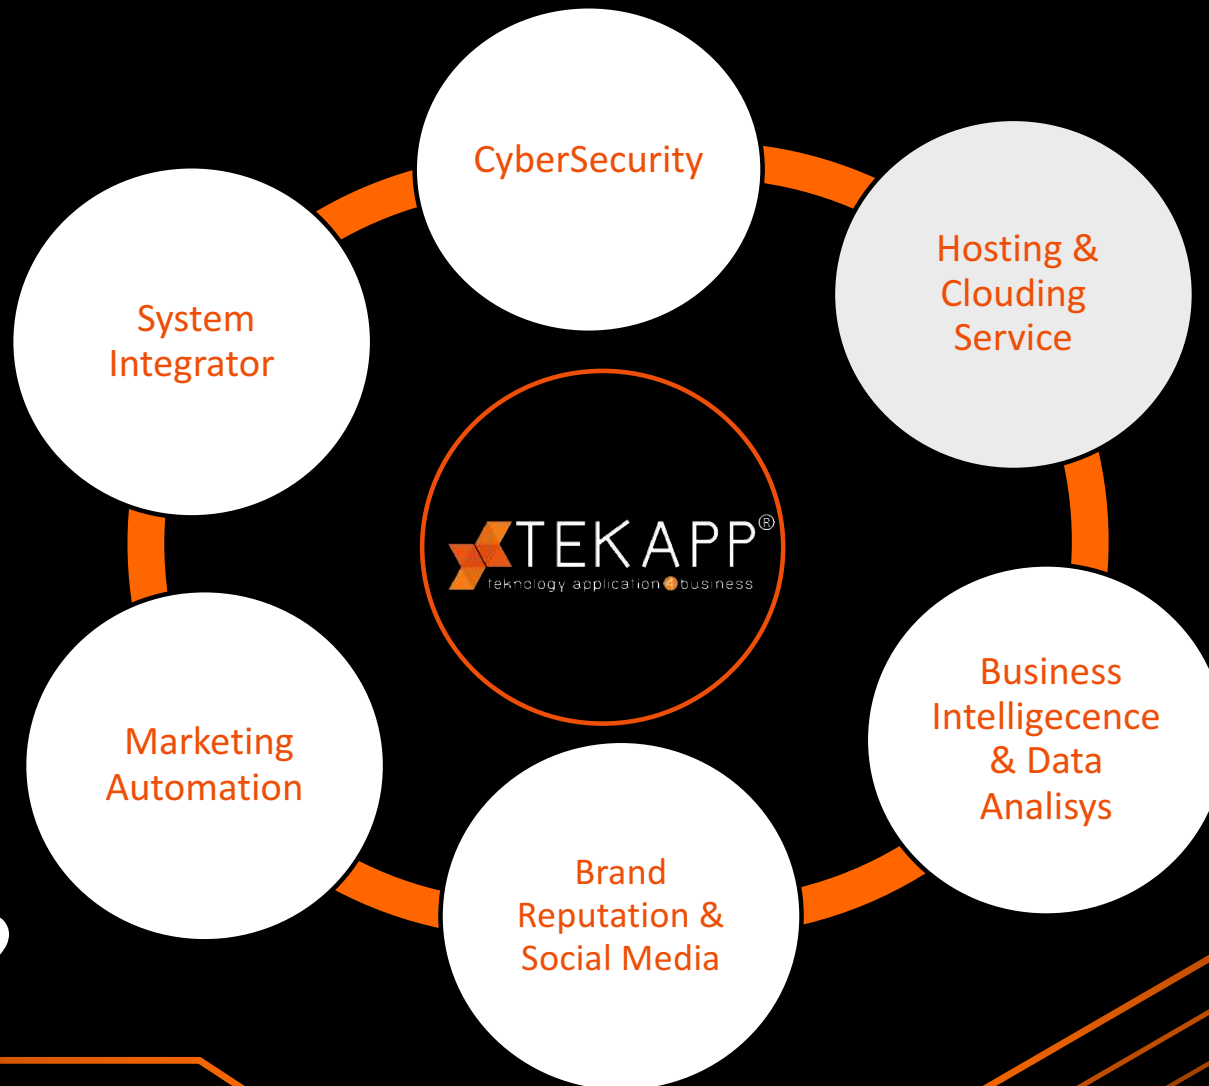 CyberSecurity
Hosting &
Clouding
Service
System
Integrator
TEKAPP®
teknology application 4 business
Business
Intelligecence
& Data
Analisys
Marketing
Automation
Brand
Reputation &
Social Media